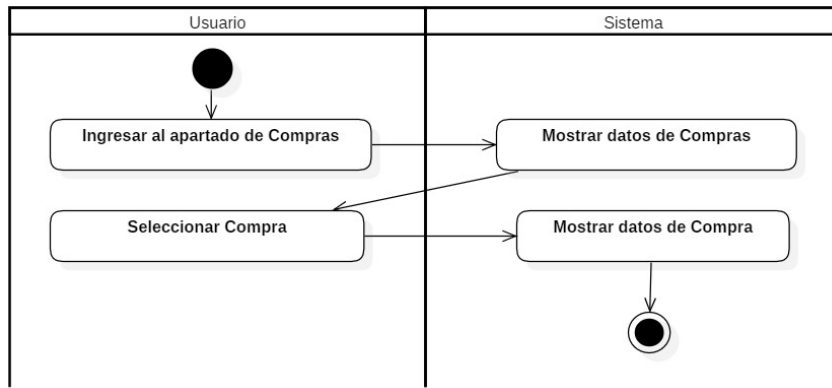 Usuario
Sistema
Ingresar al apartado de Compras
Mostrar datos de Compras
Seleccionar Compra
Mostrar datos de Compra